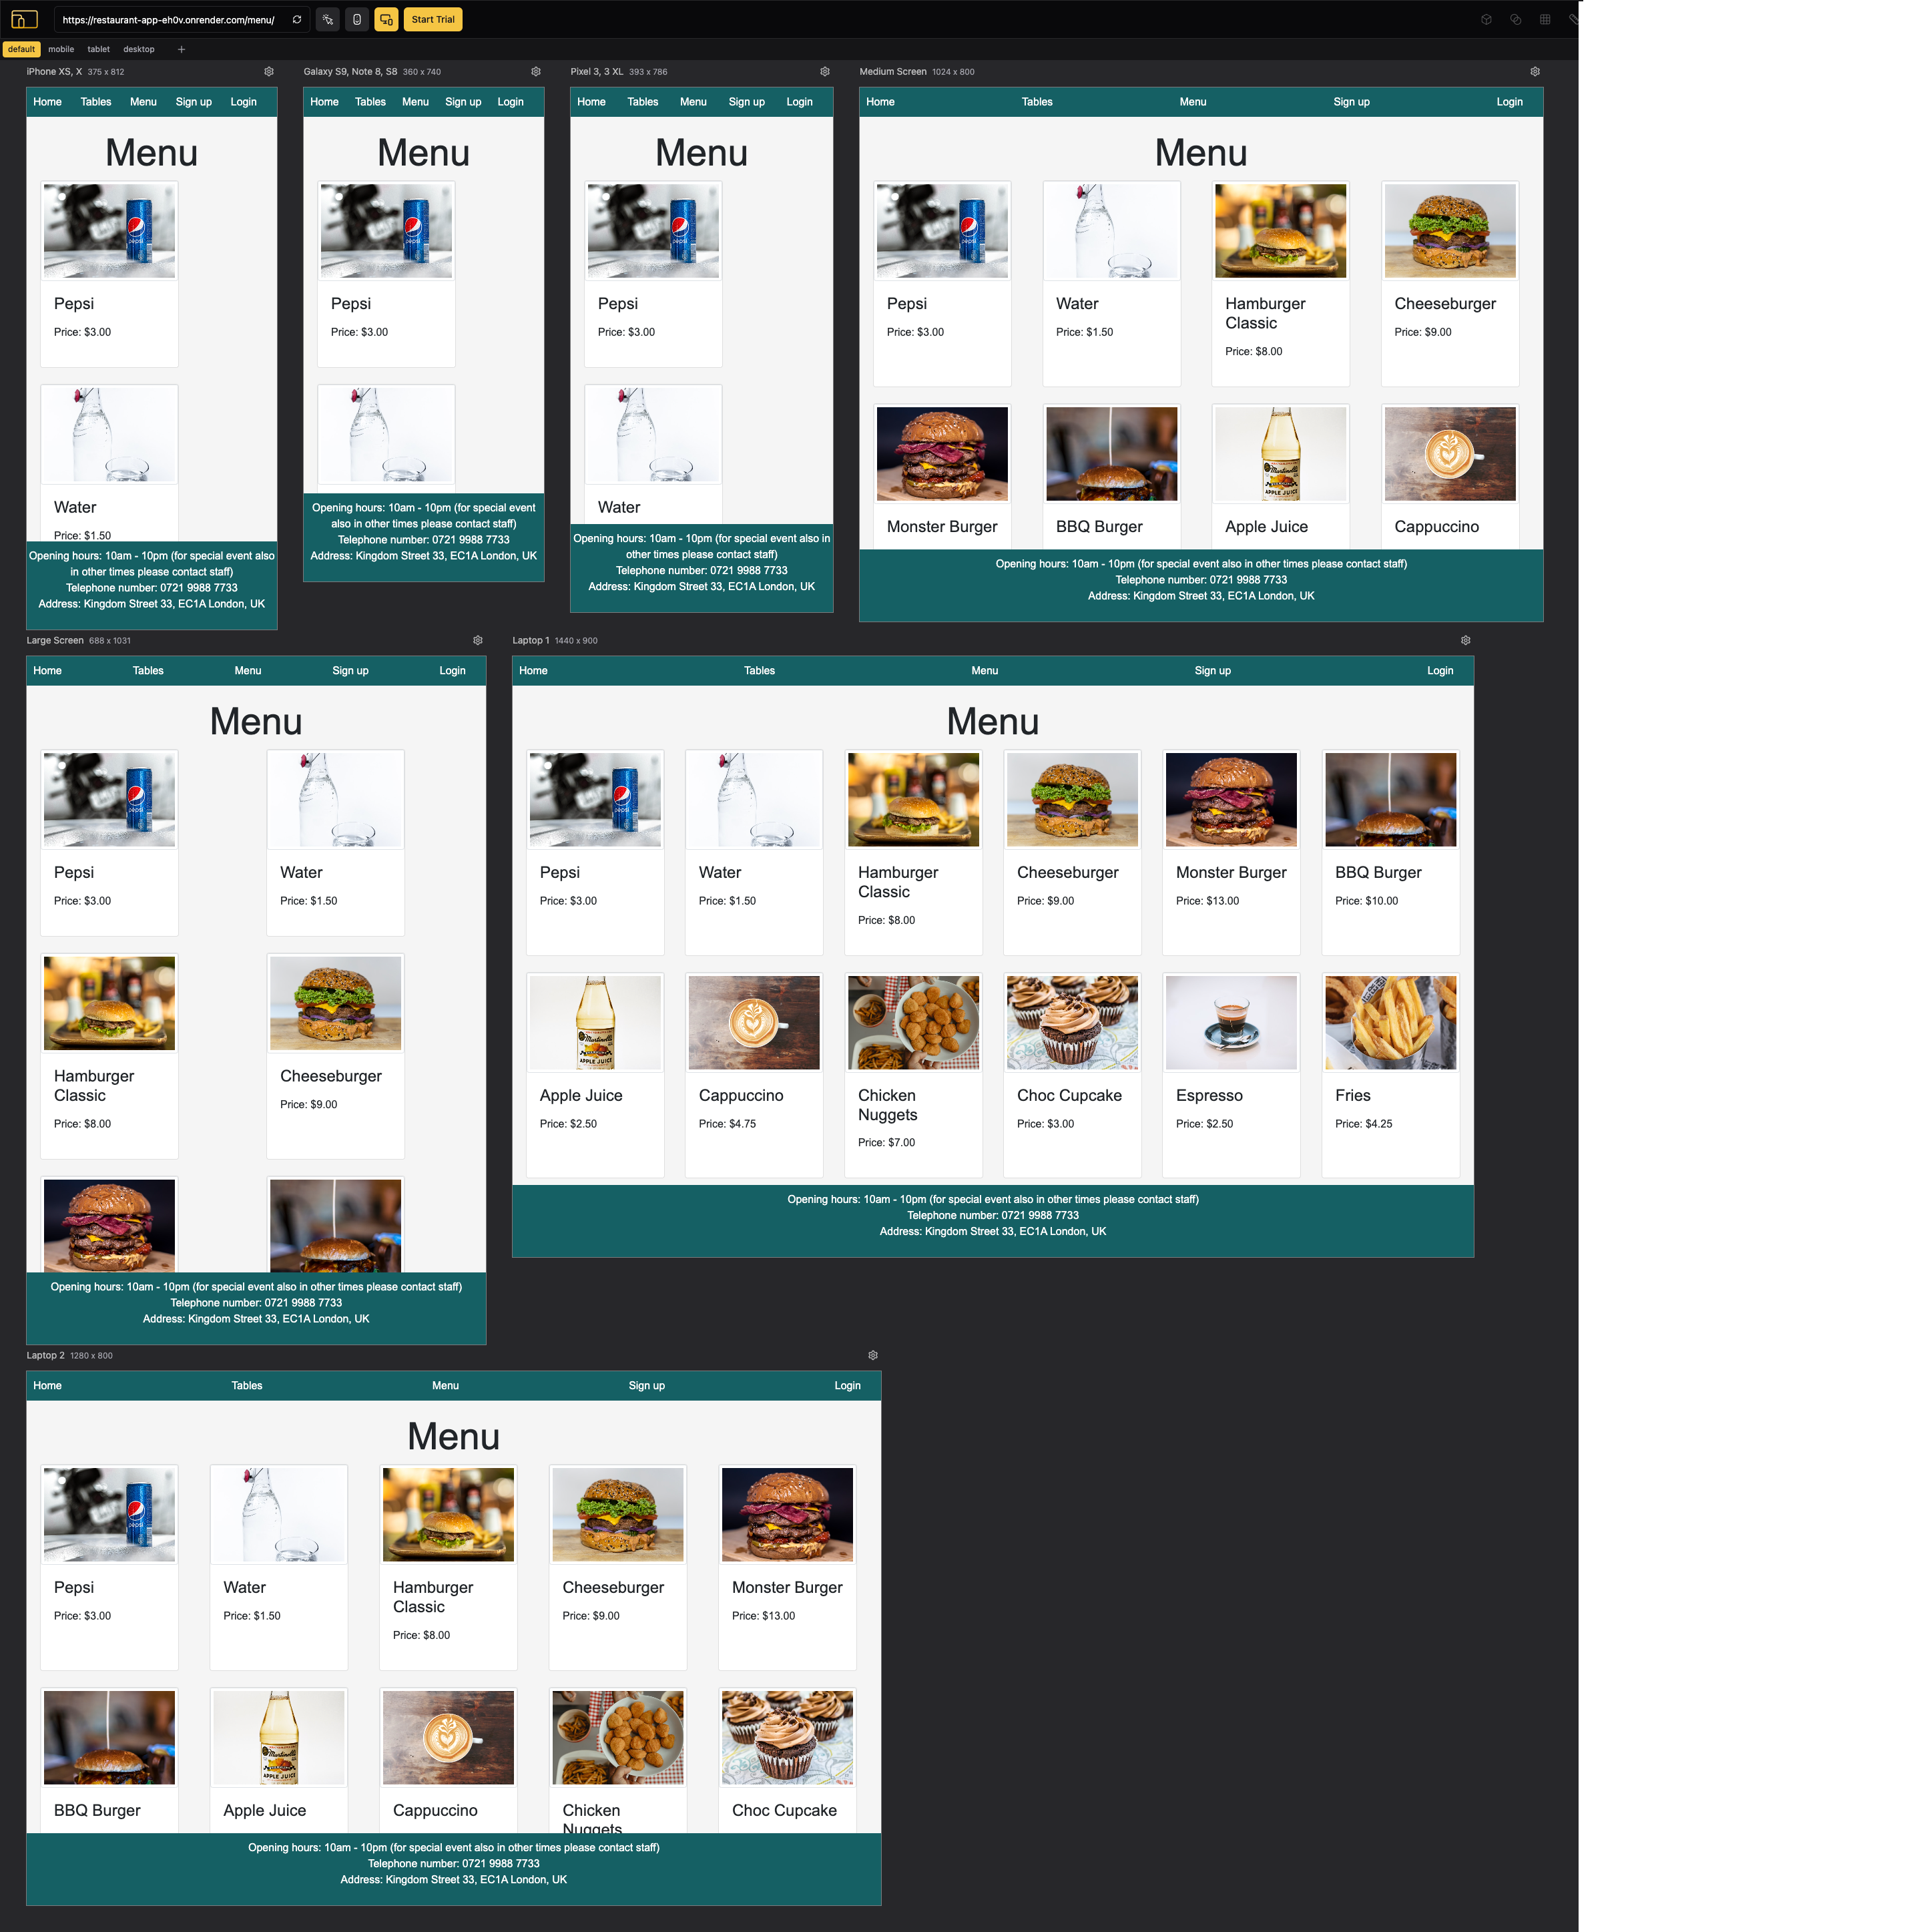 https://restaurant-app-eh0v.onrender.com/menu/
Start Trial
default mobile tablet desktop
iPhone XS, X 375 x 812
Home Tables Menu Sign up Login
Menu
Pepsi
Price: $3.00
Water
Price: $1.50
Opening hours: 10am - 10pm (for special event also
in other times please contact staff)
Telephone number: 0721 9988 7733
Address: Kingdom Street 33, EC1A London, UK
Galaxy S9, Note 8, S8 360 x 740
Home Tables Menu Sign up Login
Menu
Pepsi
Price: $3.00
Opening hours: 10am - 10pm (for special event
also in other times please contact staff)
Telephone number: 0721 9988 7733
Address: Kingdom Street 33, EC1A London, UK
Pixel 3, 3 XL 393 x 786
Home Tables Menu Sign up Login
Menu
Pepsi
Price: $3.00
Water
Opening hours: 10am - 10pm (for special event also in
other times please contact staff)
Telephone number: 0721 9988 7733
Address: Kingdom Street 33, EC1A London, UK
Medium Screen 1024 x 800
Home Tables Menu Sign up Login
Menu
Pepsi
Price: $3.00
Water
Price: $1.50
Hamburger
Classic
Price: $8.00
Cheeseburger
Price: $9.00
Monster Burger
BBQ Burger
Martinelli's
APPLE JUICE
Apple Juice
Cappuccino
Opening hours: 10am - 10pm (for special event also in other times please contact staff)
Telephone number: 0721 9988 7733
Address: Kingdom Street 33, EC1A London, UK
Large Screen 688 x 1031
Home Tables Menu Sign up Login
Menu
Pepsi
Price: $3.00
Water
Price: $1.50
Hamburger
Classic
Price: $8.00
Cheeseburger
Price: $9.00
Opening hours: 10am - 10pm (for special event also in other times please contact staff)
Telephone number: 0721 9988 7733
Address: Kingdom Street 33, EC1A London, UK
Laptop 1 1440 x 900
Home Tables Menu Sign up Login
Menu
Pepsi
Price: $3.00
Water
Price: $1.50
Hamburger
Classic
Price: $8.00
Cheeseburger
Price: $9.00
Monster Burger
Price: $13.00
BBQ Burger
Price: $10.00
Martinelli's
APPLE JUICE
Apple Juice
Price: $2.50
Cappuccino
Price: $4.75
Chicken
Nuggets
Price: $7.00
Choc Cupcake
Price: $3.00
Espresso
Price: $2.50
Fries
Price: $4.25
Opening hours: 10am - 10pm (for special event also in other times please contact staff)
Telephone number: 0721 9988 7733
Address: Kingdom Street 33, EC1A London, UK
Laptop 2 1280 x 800
Home Tables Menu Sign up Login
Menu
Pepsi
Price: $3.00
Water
Price: $1.50
Hamburger
Classic
Price: $8.00
Cheeseburger
Price: $9.00
Monster Burger
Price: $13.00
BBQ Burger
Martinelli's
APPLE JUICE
Apple Juice
Cappuccino
Chicken
Nuggets
Choc Cupcake
Opening hours: 10am - 10pm (for special event also in other times please contact staff)
Telephone number: 0721 9988 7733
Address: Kingdom Street 33, EC1A London, UK